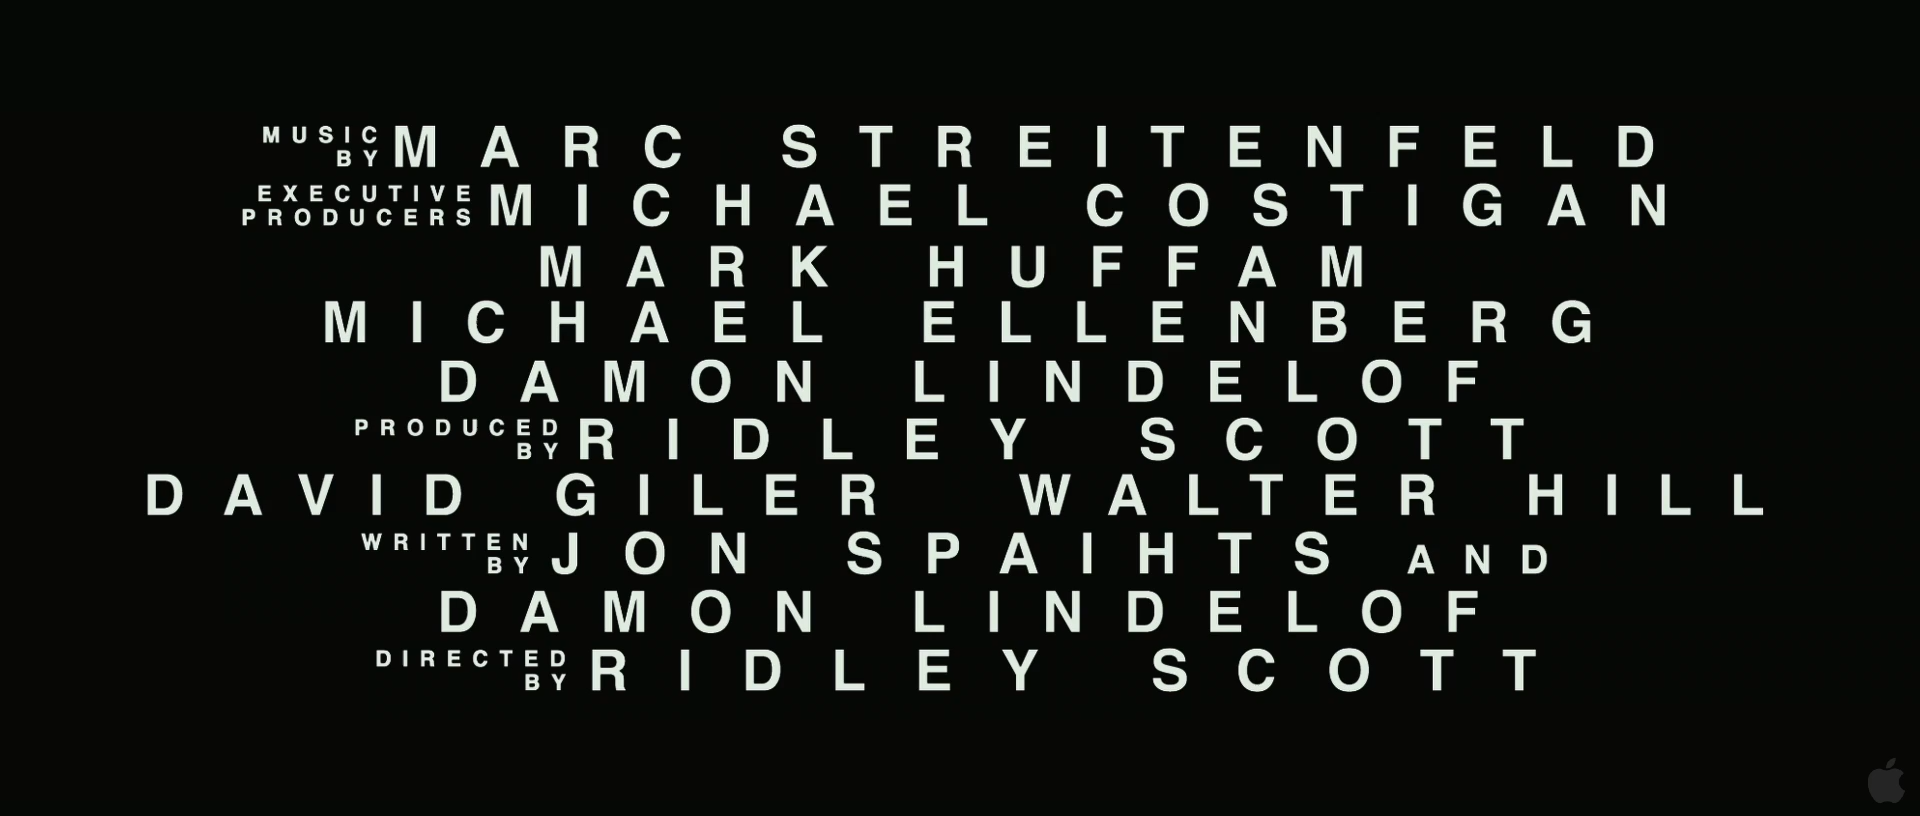 MUSIC BY MARC STREITENFELD
EXECUTIVE PRODUCERS MICHAEL COSTIGAN
MARK HUFFAM
MICHAEL ELLENBERG
DAMON LINDELOF
PRODUCED BY RIDLEY SCOTT
DAVID GILER WALTER HILL
WRITTEN BY JON SPAIHTS AND
DAMON LINDELOF
DIRECTED BY RIDLEY SCOTT